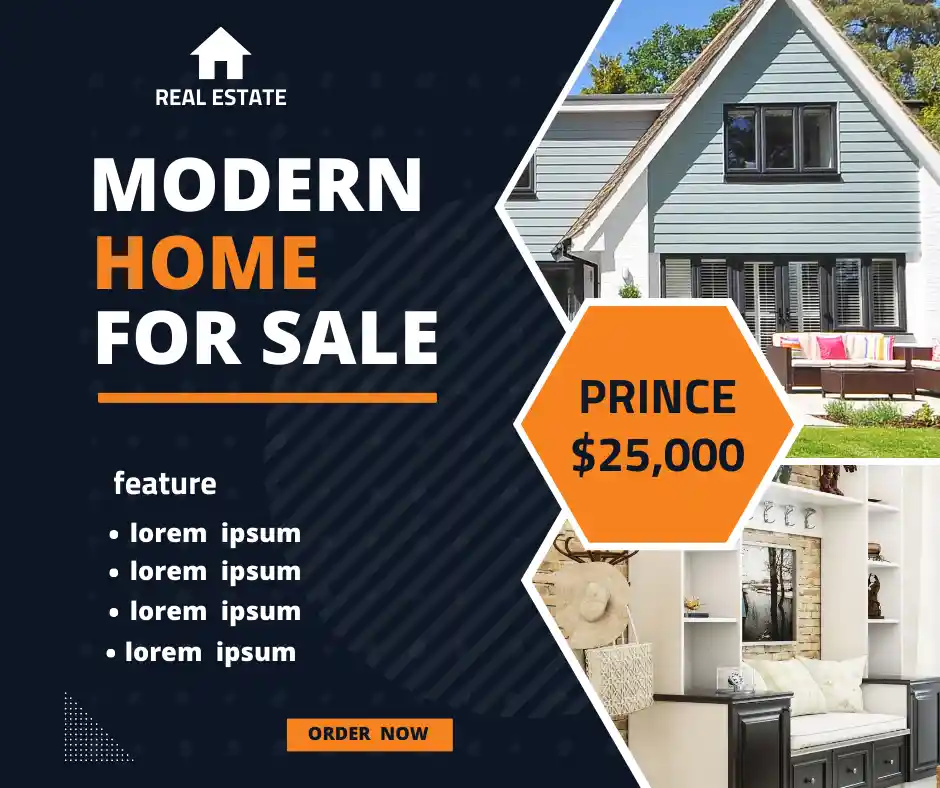 REAL ESTATE
MODERN
HOME
FOR SALE
PRINCE
$25,000
feature
• lorem ipsum
• lorem ipsum
• lorem ipsum
• lorem ipsum
ORDER NOW